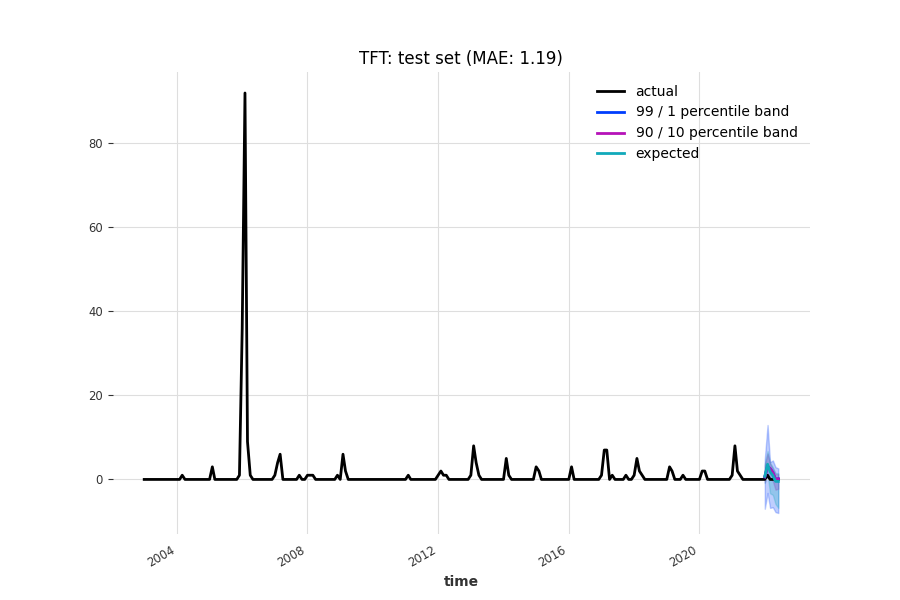 TFT: test set (MAE: 1.19)
actual
99 / 1 percentile band
90 / 10 percentile band
expected
80
60
40
20
0
2004
2008
2012
2016
2020
time